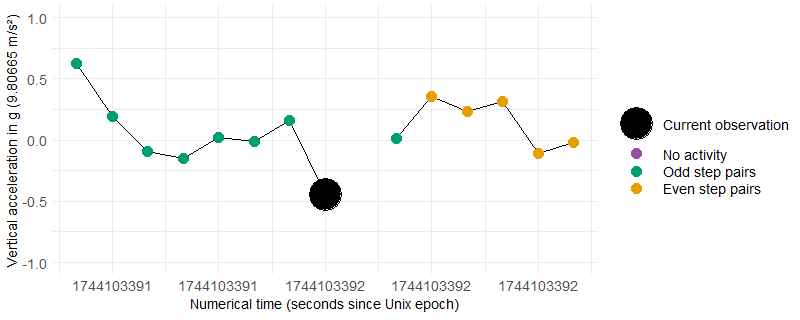 Vertical acceleration in g (9.80665 m/s²)
1.0
0.5
0.0
-0.5
-1.0
1744103391 1744103391 1744103392 1744103392 1744103392
Numerical time (seconds since Unix epoch)
Current observation
No activity
Odd step pairs
Even step pairs